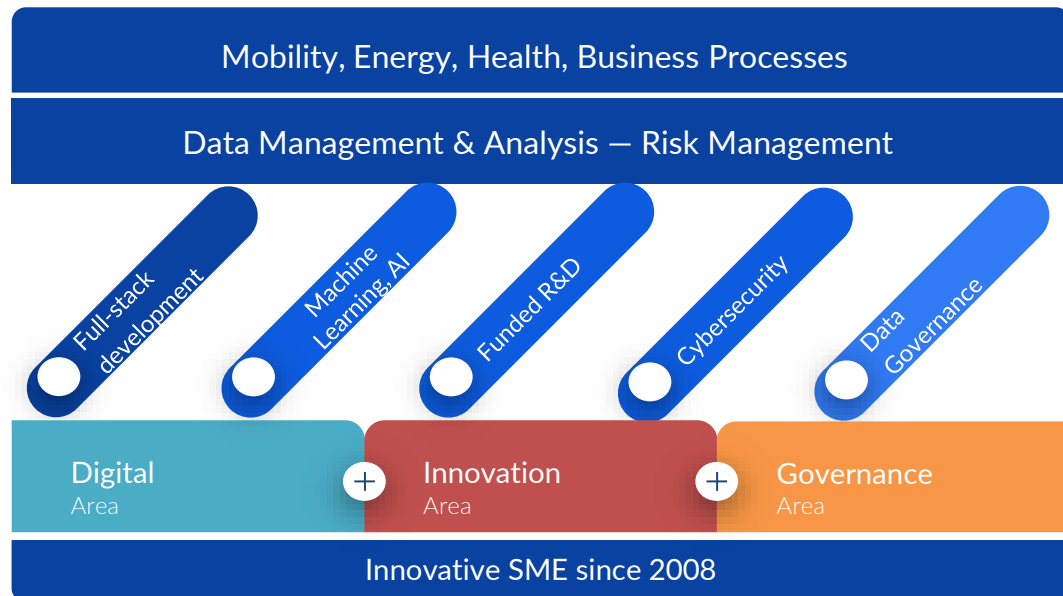 Mobility, Energy, Health, Business Processes
Data Management & Analysis — Risk Management
Full-stack
development
Machine
Learning, AI
Funded R&D
Cybersecurity
Data
Governance
Digital
Area
+
Innovation
Area
+
Governance
Area
Innovative SME since 2008